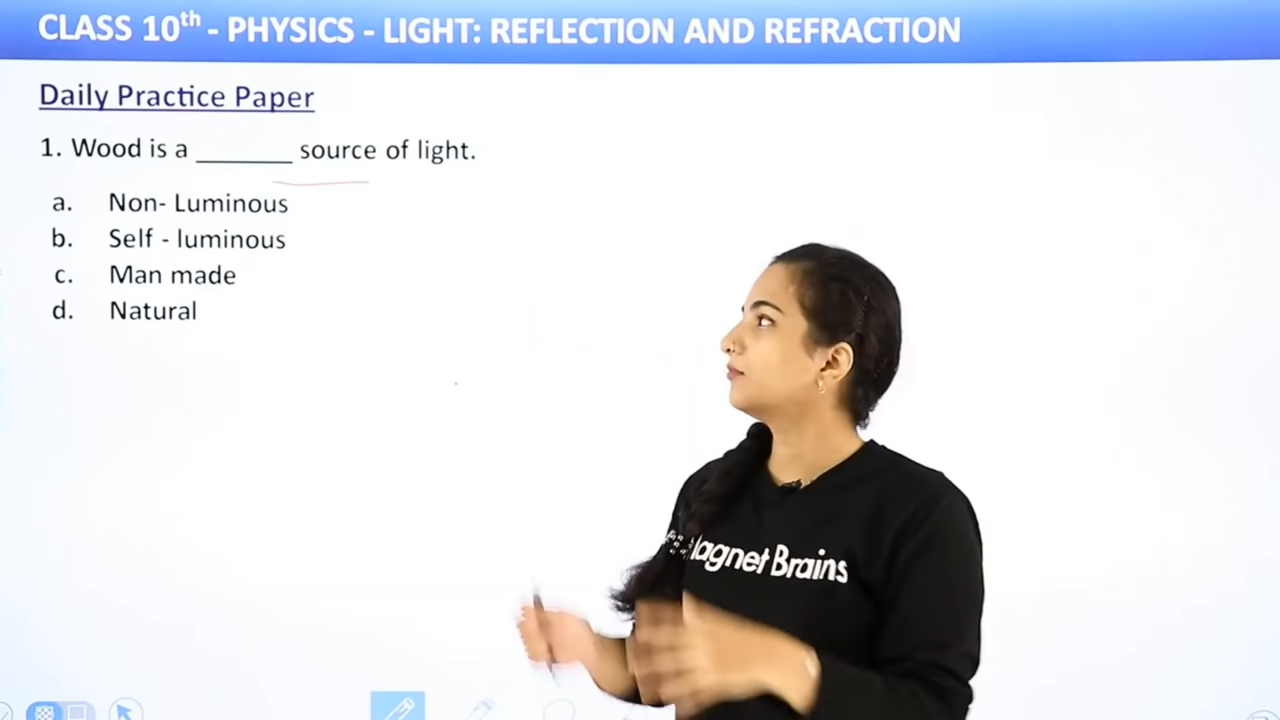 CLASS 10th - PHYSICS - LIGHT: REFLECTION AND REFRACTION
Daily Practice Paper
1. Wood is a _______ source of light.
a. Non- Luminous
b. Self - luminous
c. Man made
d. Natural
Magnet Brains